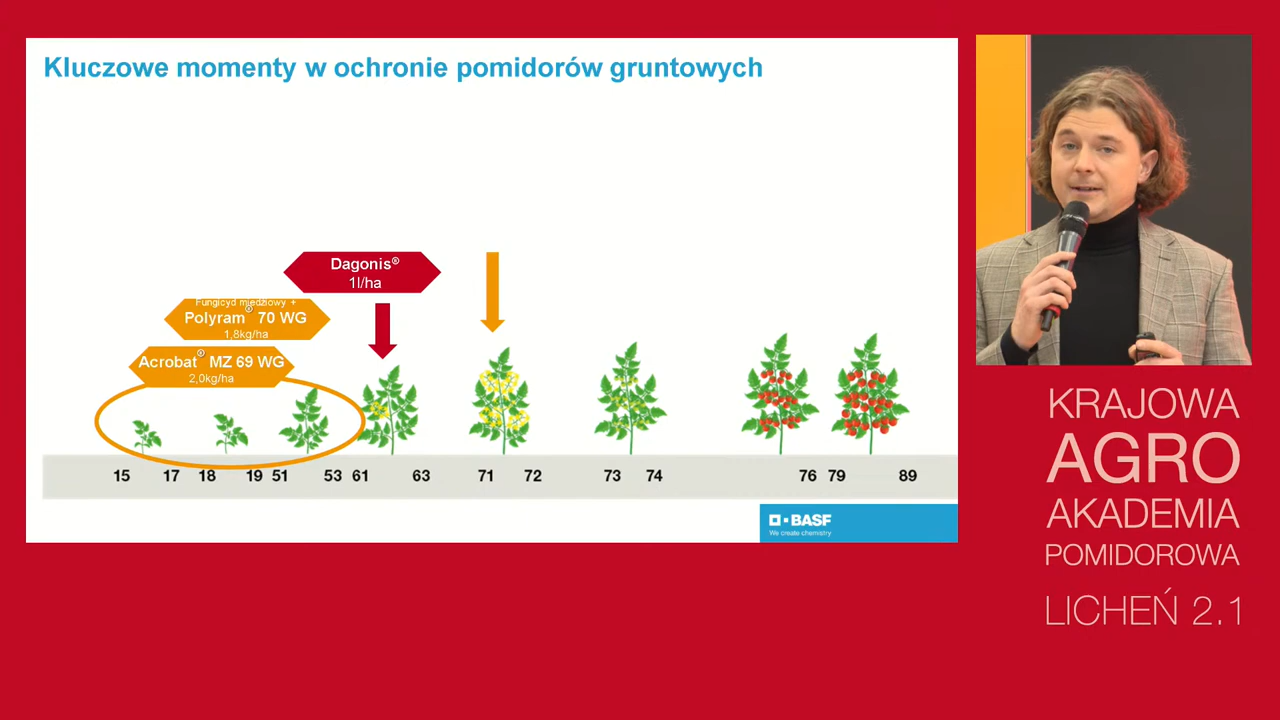 Kluczowe momenty w ochronie pomidorów gruntowych
Dagonis®
1l/ha
Fungicyd miedziowy +
Polyram® 70 WG
1,8kg/ha
Acrobat® MZ 69 WG
2,0kg/ha
15 17 18 19 51 53 61 63 71 72 73 74 76 79 89
BASF
We create chemistry
KRAJOWA
AGRO
AKADEMIA
POMIDOROWA
LICHEŃ 2.1